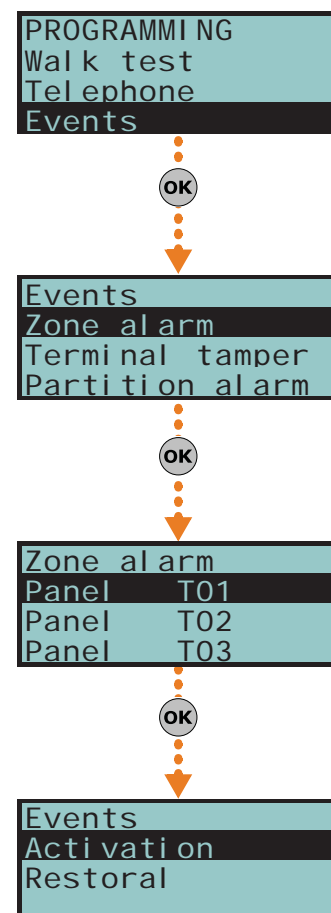 PROGRAMMING
Walk test
Telephone
Events
OK
Events
Zone alarm
Terminal tamper
Partition alarm
OK
Zone alarm
Panel T01
Panel T02
Panel T03
OK
Events
Activation
Restoral